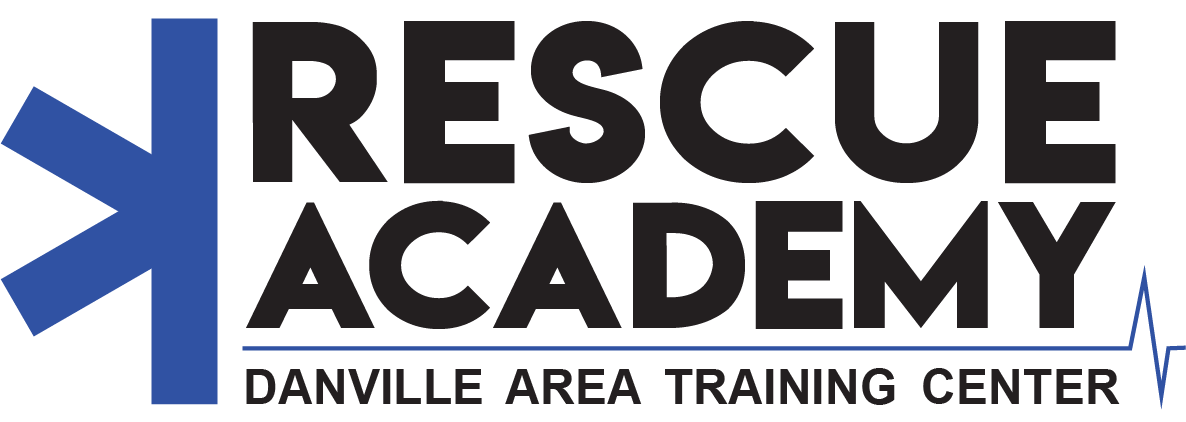 RESCUE
ACADEMY
DANVILLE AREA TRAINING CENTER